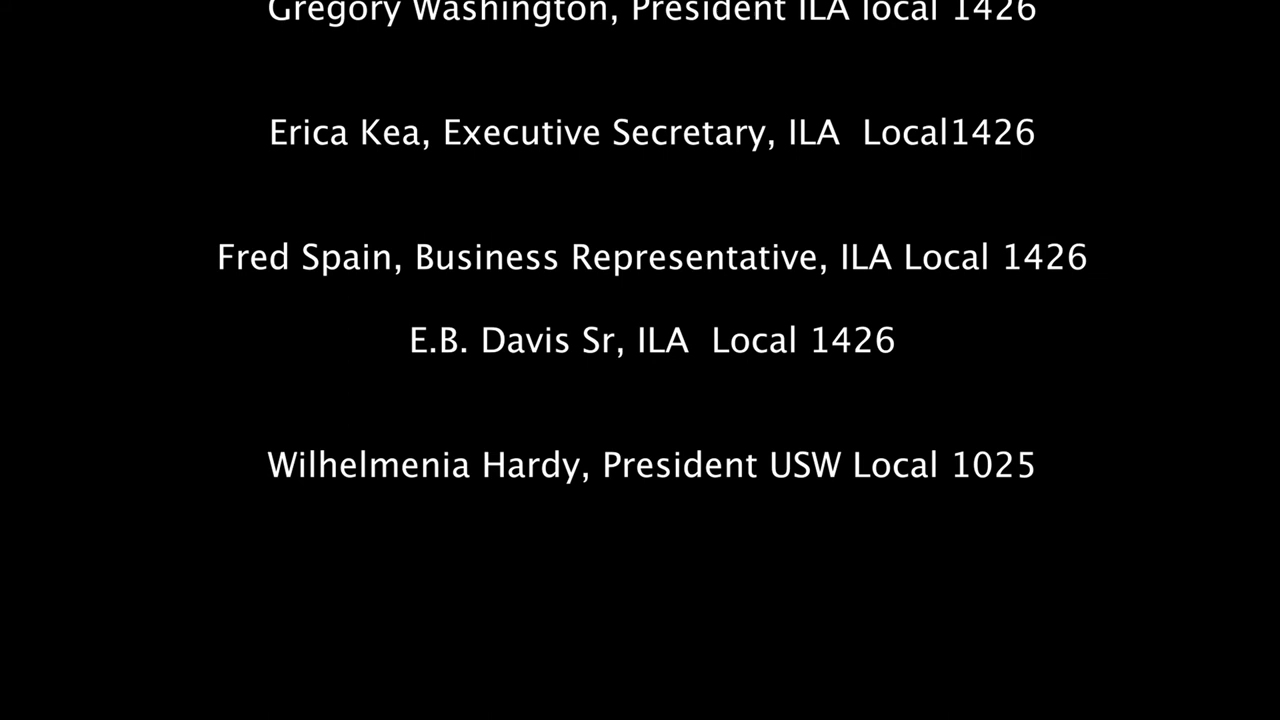 Gregory Washington, President ILA local 1426
Erica Kea, Executive Secretary, ILA  Local1426
Fred Spain, Business Representative, ILA Local 1426
E.B. Davis Sr, ILA  Local 1426
Wilhelmenia Hardy, President USW Local 1025